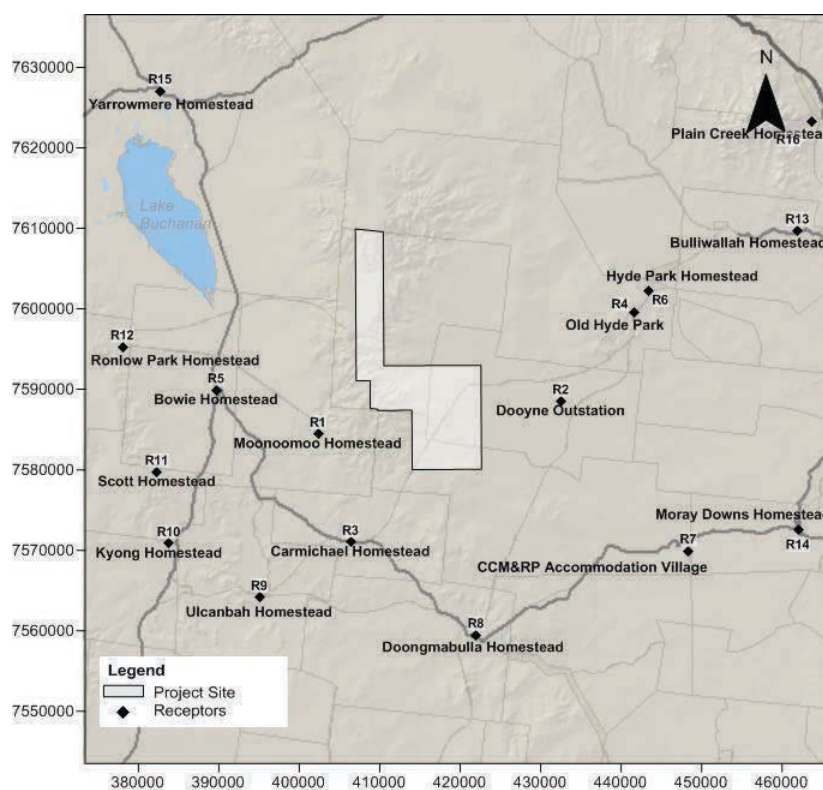 7630000
R15
N
Yarrowmere Homestead
7620000
Plain Creek Homestead
R16
Lake
Buchanan
7610000
R13
Bulliwallah Homestead
Hyde Park Homestead
7600000
R4
R6
Old Hyde Park
R12
Ronlow Park Homestead
7590000
R5
Bowie Homestead
R2
Dooyne Outstation
R1
Moonoomoo Homestead
7580000
R11
Scott Homestead
Moray Downs Homestead
R10
Kyong Homestead
7570000
R3
Carmichael Homestead
R7
R14
CCM&RP Accommodation Village
R9
Ulcanbah Homestead
7560000
R8
Doongmabulla Homestead
Legend
Project Site
Receptors
7550000
380000
390000
400000
410000
420000
430000
440000
450000
460000